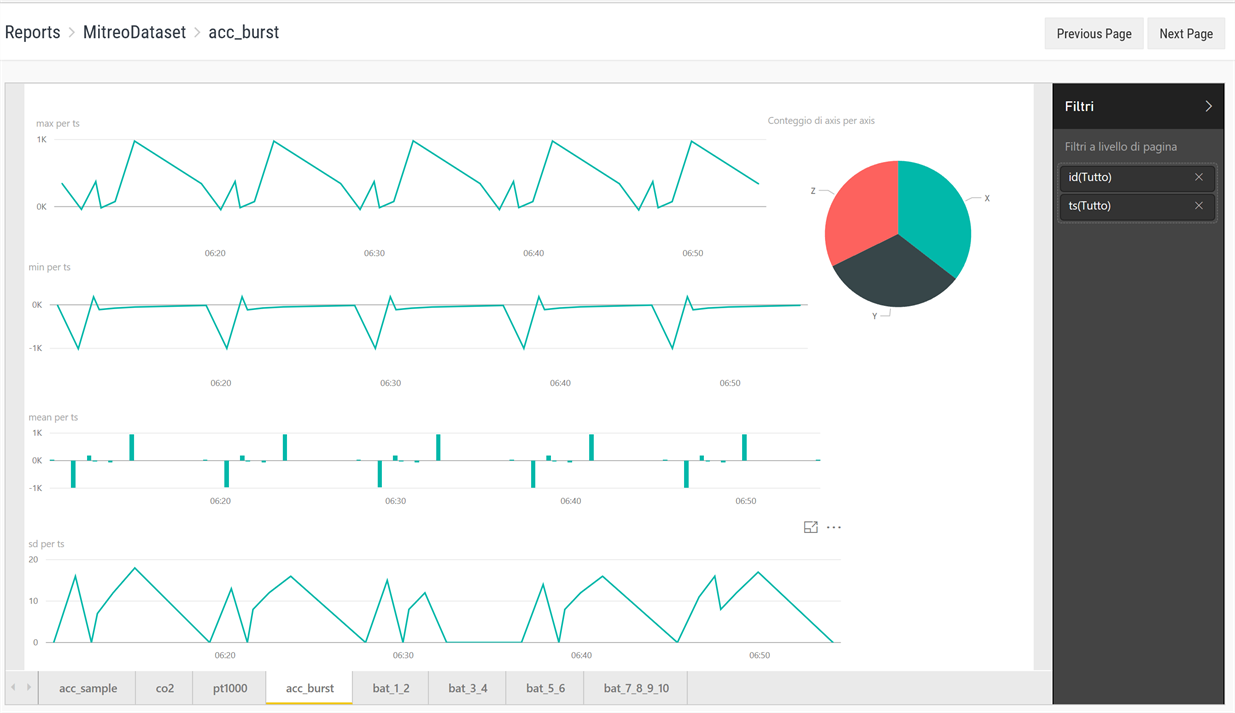 Reports > MitreoDataset > acc_burst
Previous Page
Next Page
max per ts
1K
0K
06:20 06:30 06:40 06:50
Conteggio di axis per axis
Z
X
Y
min per ts
0K
-1K
06:20 06:30 06:40 06:50
mean per ts
1K
0K
-1K
06:20 06:30 06:40 06:50
sd per ts
20
10
0
06:20 06:30 06:40 06:50
Filtri
Filtri a livello di pagina
id(Tutto)
ts(Tutto)
acc_sample co2 pt1000 acc_burst bat_1_2 bat_3_4 bat_5_6 bat_7_8_9_10